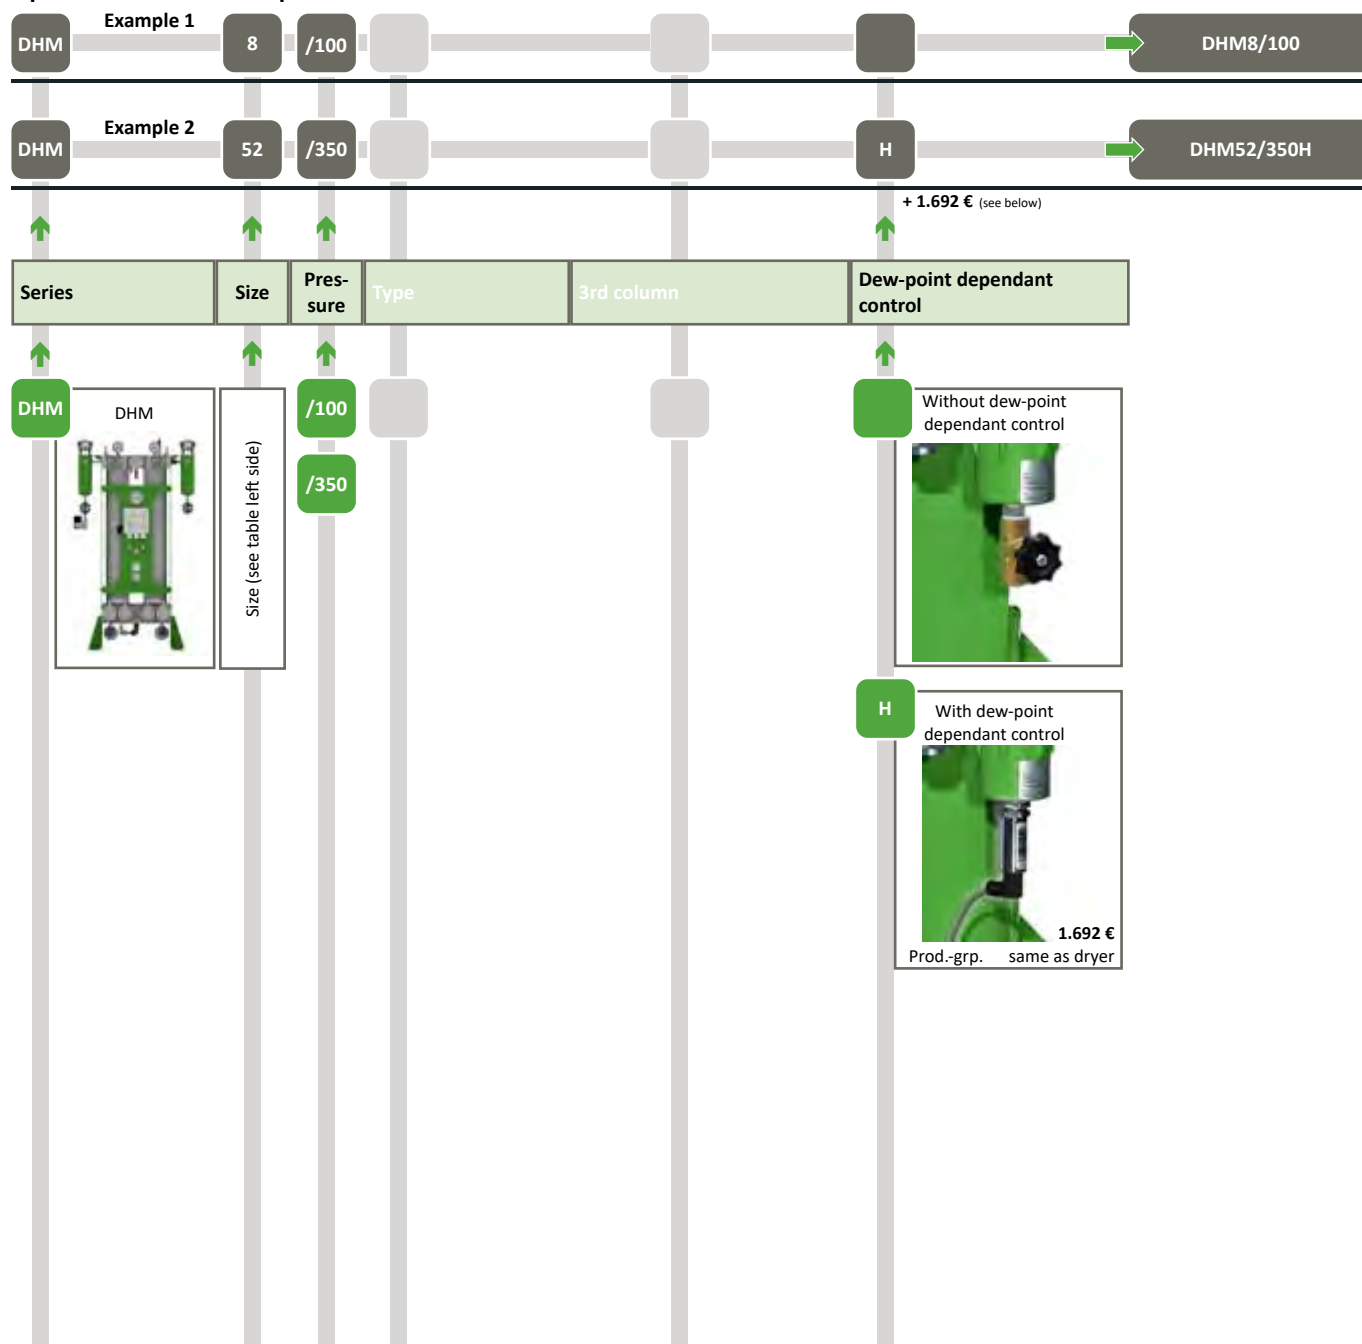 Example 1
DHM 8 /100 DHM8/100
Example 2
DHM 52 /350 H DHM52/350H
+ 1.692 € (see below)
Series Size Pres-
sure Type 3rd column Dew-point dependant
control
DHM DHM /100 Without dew-point
dependant control
/350
Size (see table left side)
H With dew-point
dependant control
1.692 €
Prod.-grp. same as dryer